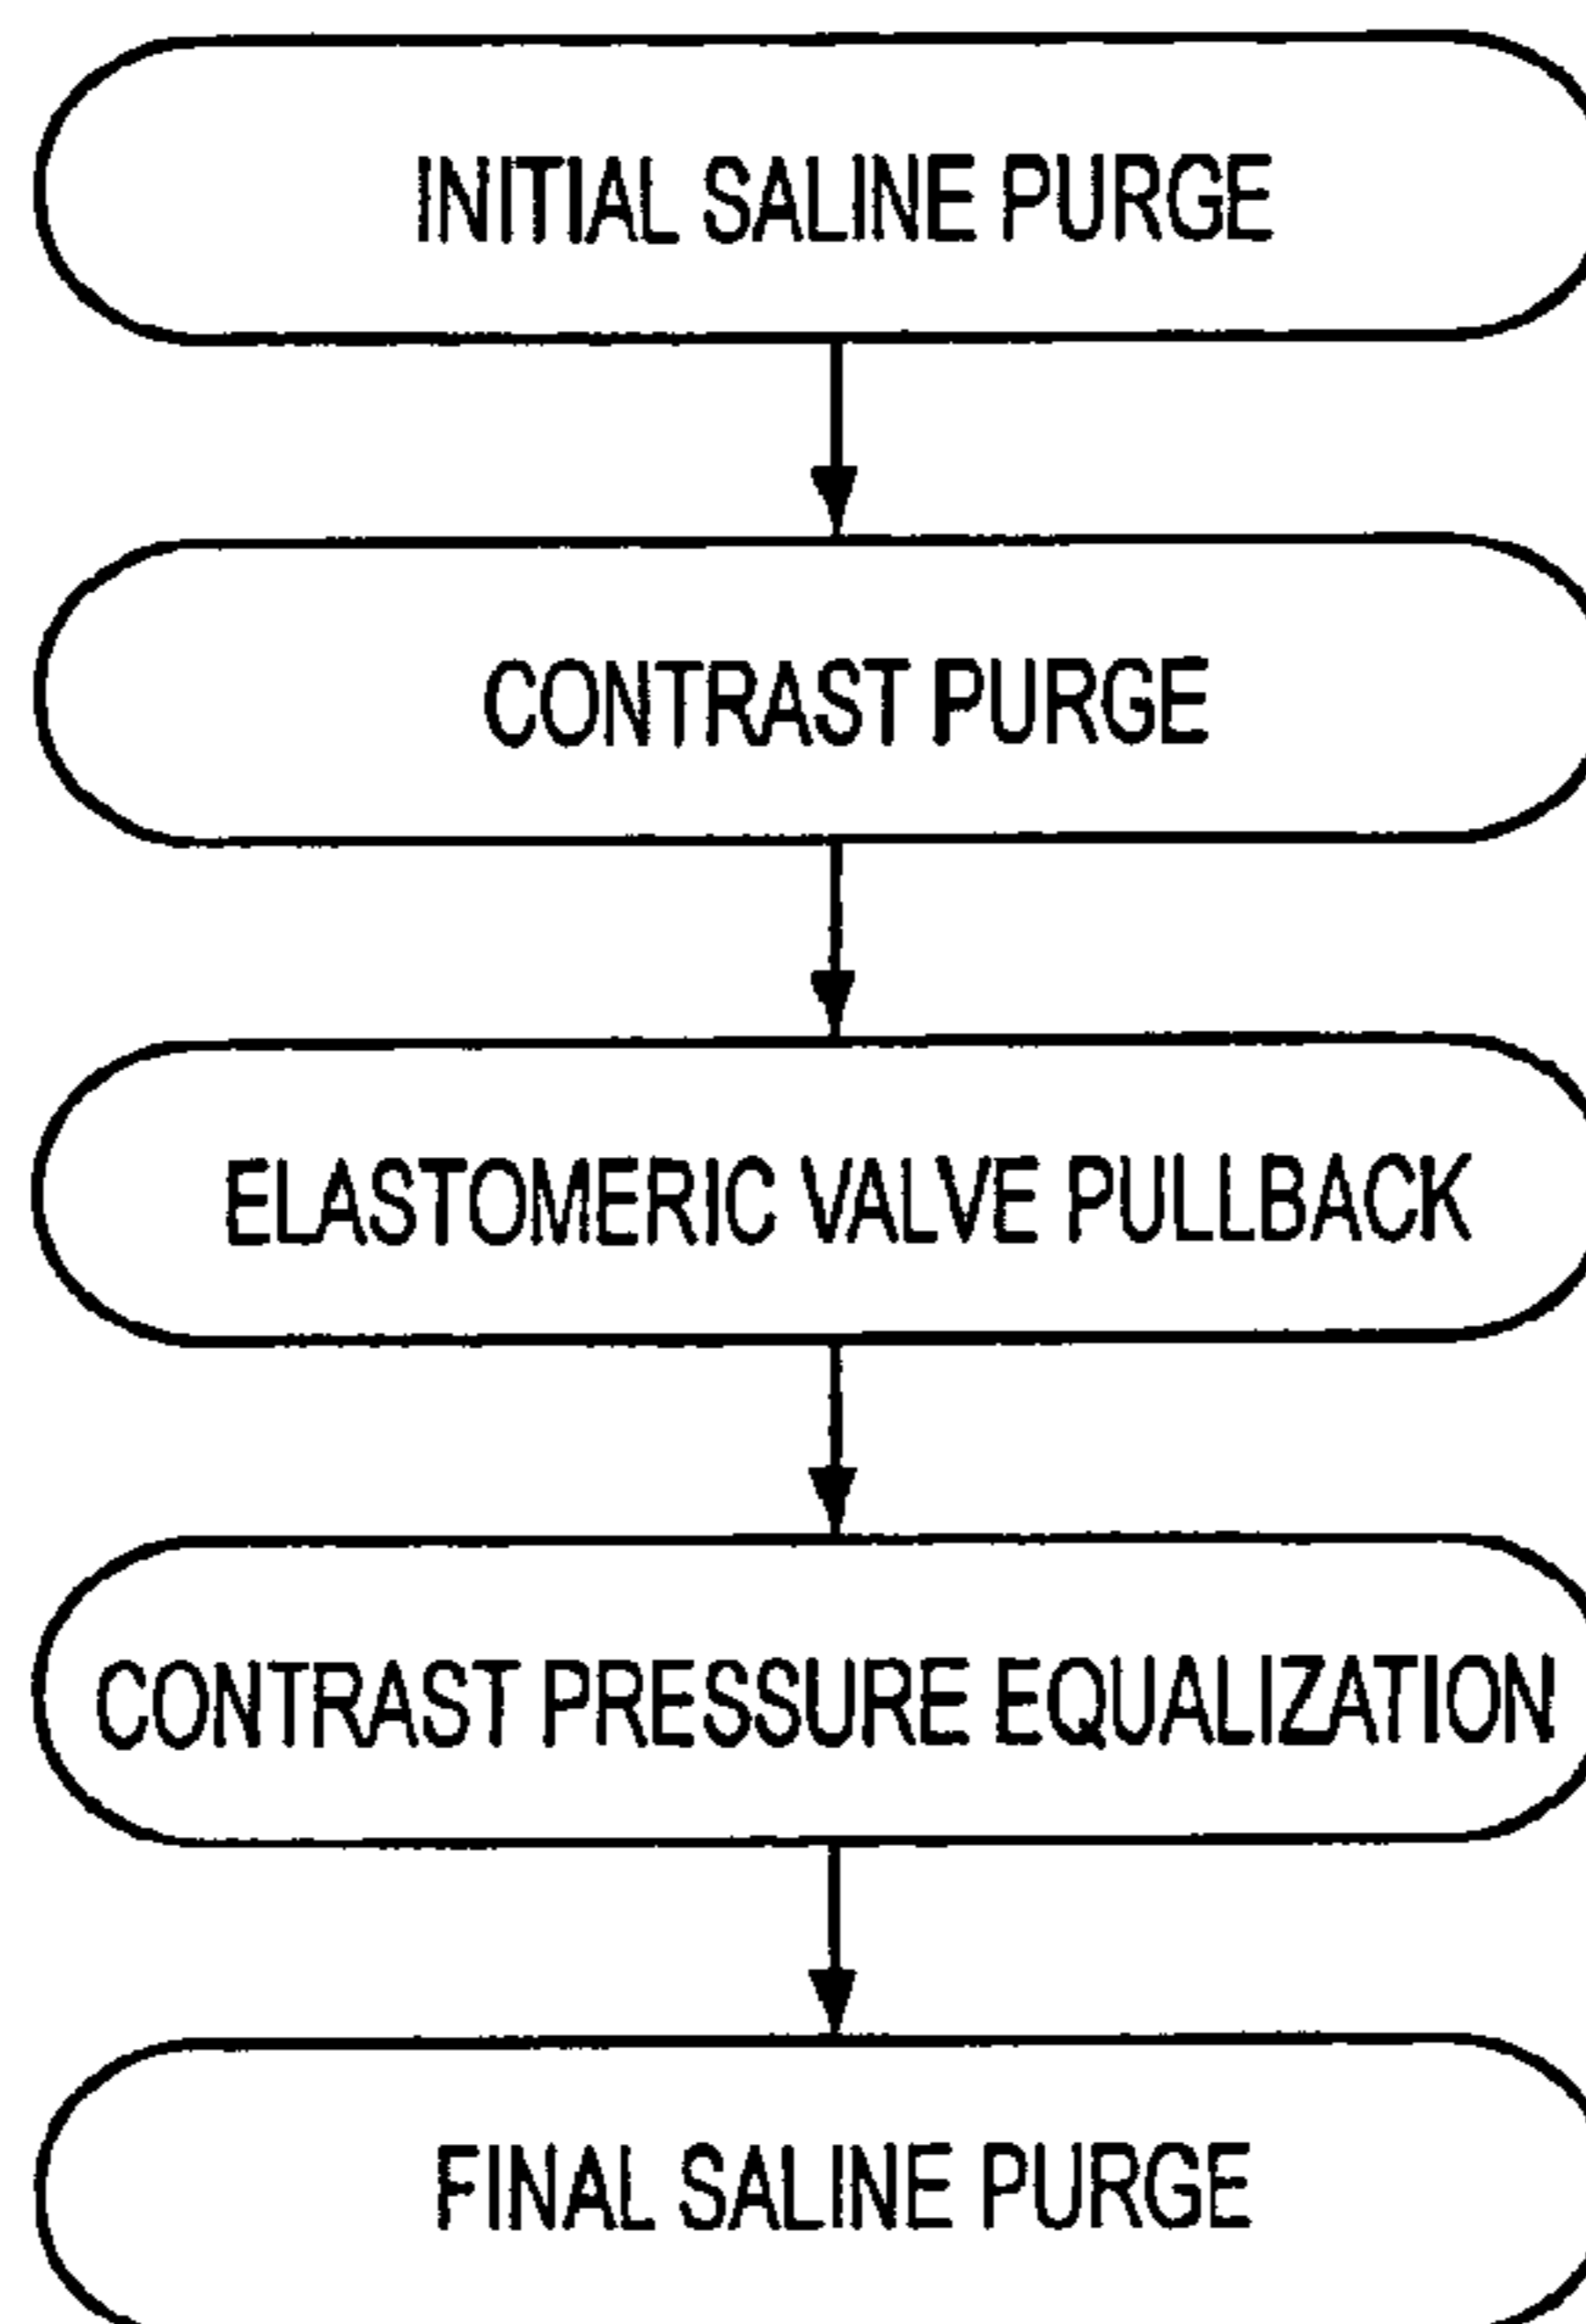 INITIAL SALINE PURGE
CONTRAST PURGE
ELASTOMERIC VALVE PULLBACK
CONTRAST PRESSURE EQUALIZATION
FINAL SALINE PURGE